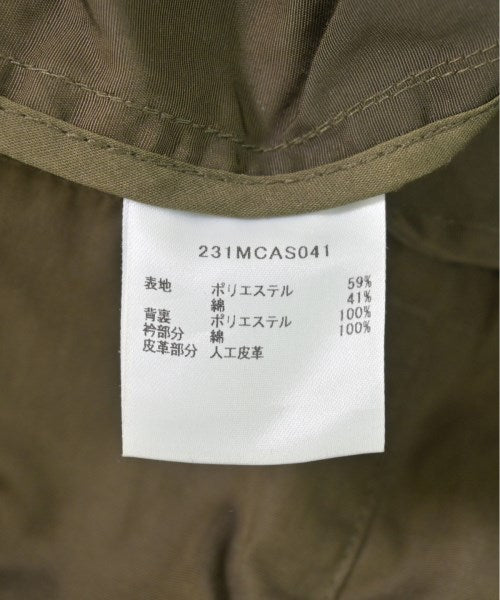 231MCAS041
表地 ポリエステル 59%
綿 41%
背裏 ポリエステル 100%
衿部分 綿 100%
皮革部分 人工皮革